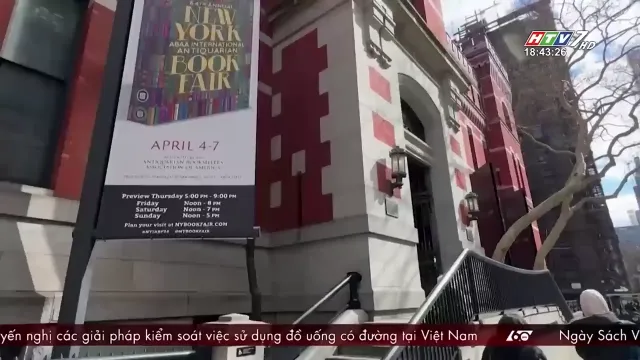 NEW
YORK
ABAA INTERNATIONAL
ANTIQUARIAN
BOOK
FAIR
APRIL 4-7
ANTIQUARIAN BOOKSELLERS
ASSOCIATION OF AMERICA
Preview Thursday 5:00 PM - 9:00 PM
Friday Noon - 8 PM
Saturday Noon - 7 PM
Sunday Noon - 5 PM
Plan your visit at NYBOOKFAIR.COM
#NYBOOKFAIR
HTV7 HD
18:43:26
yến nghị các giải pháp kiểm soát việc sử dụng đồ uống có đường tại Việt Nam
60
Ngày Sách V